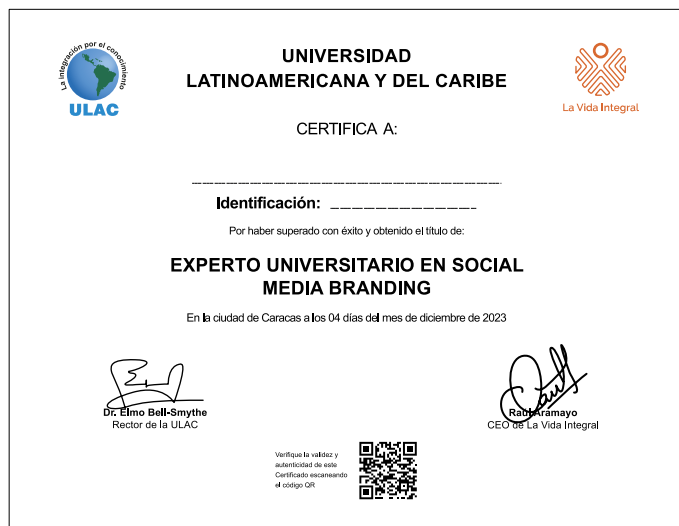 La integración por el conocimiento
ULAC
UNIVERSIDAD
LATINOAMERICANA Y DEL CARIBE
La Vida Integral
CERTIFICA A:
Identificación:
Por haber superado con éxito y obtenido el título de:
EXPERTO UNIVERSITARIO EN SOCIAL
MEDIA BRANDING
En la ciudad de Caracas a los 04 días del mes de diciembre de 2023
Dr. Elmo Bell-Smythe
Rector de la ULAC
Raúl Aramayo
CEO de La Vida Integral
Verifique la validez y
autenticidad de este
Certificado escaneando
el código QR